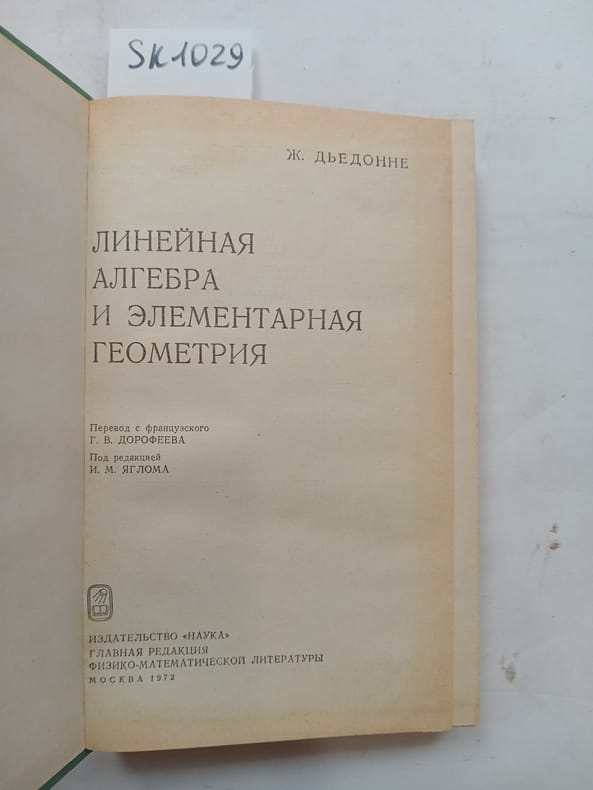 SK1029
Ж. ДЬЕДОННЕ
ЛИНЕЙНАЯ
АЛГЕБРА
И ЭЛЕМЕНТАРНАЯ
ГЕОМЕТРИЯ
Перевод с французского
Г. В. ДОРОФЕЕВА
Под редакцией
И. М. ЯГЛОМА
ИЗДАТЕЛЬСТВО «НАУКА»
ГЛАВНАЯ РЕДАКЦИЯ
ФИЗИКО-МАТЕМАТИЧЕСКОЙ ЛИТЕРАТУРЫ
МОСКВА 1972